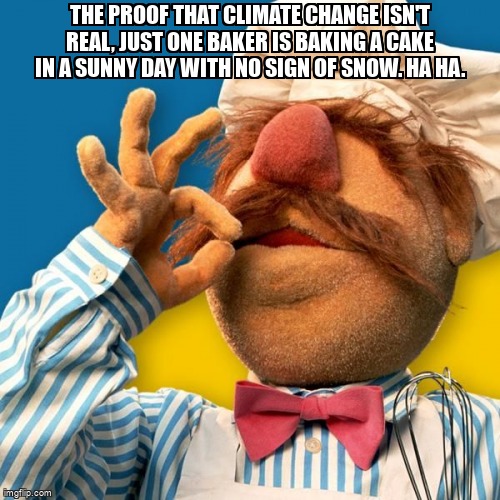 THE PROOF THAT CLIMATE CHANGE ISN'T
REAL, JUST ONE BAKER IS BAKING A CAKE
IN A SUNNY DAY WITH NO SIGN OF SNOW. HA HA.
imgflip.com